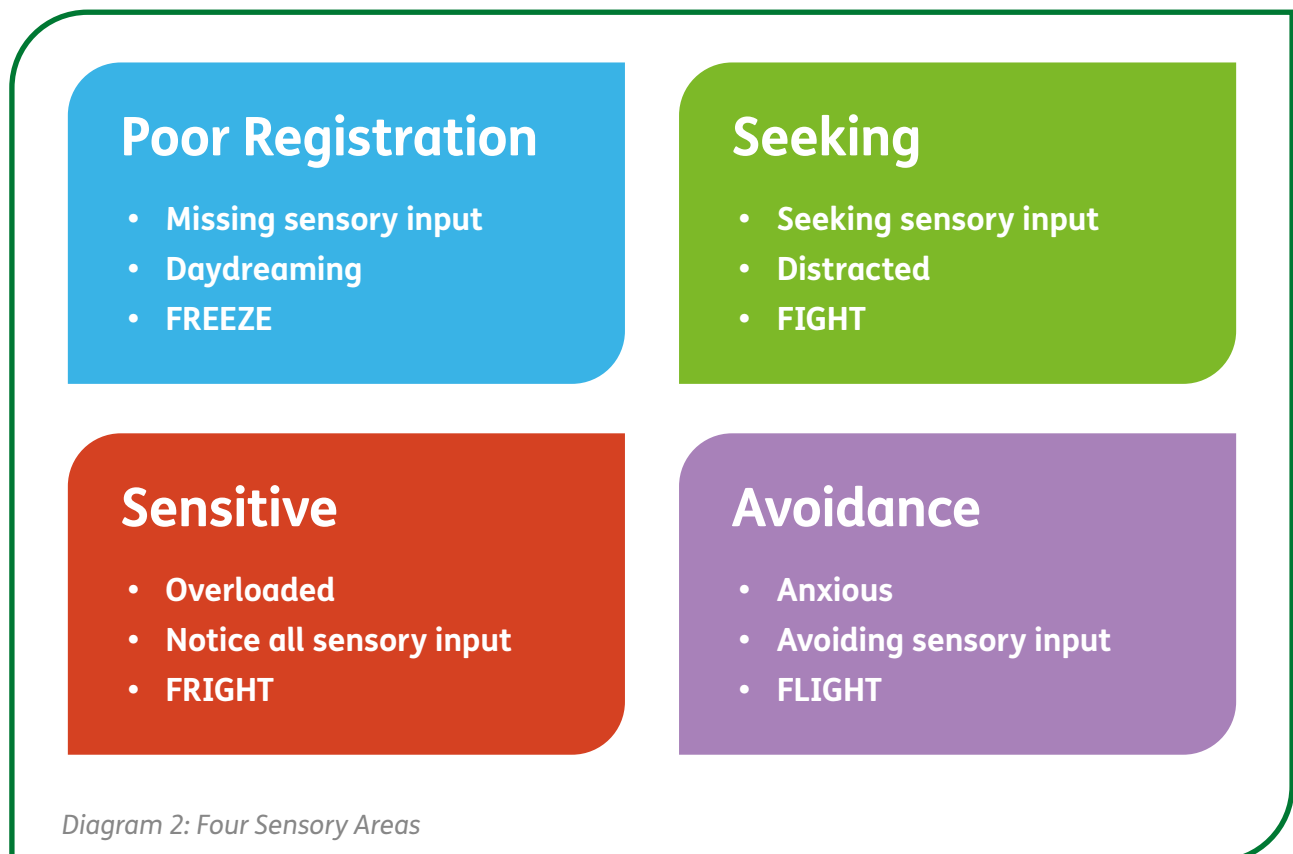 Poor Registration
• Missing sensory input
• Daydreaming
• FREEZE
Seeking
• Seeking sensory input
• Distracted
• FIGHT
Sensitive
• Overloaded
• Notice all sensory input
• FRIGHT
Avoidance
• Anxious
• Avoiding sensory input
• FLIGHT
Diagram 2: Four Sensory Areas